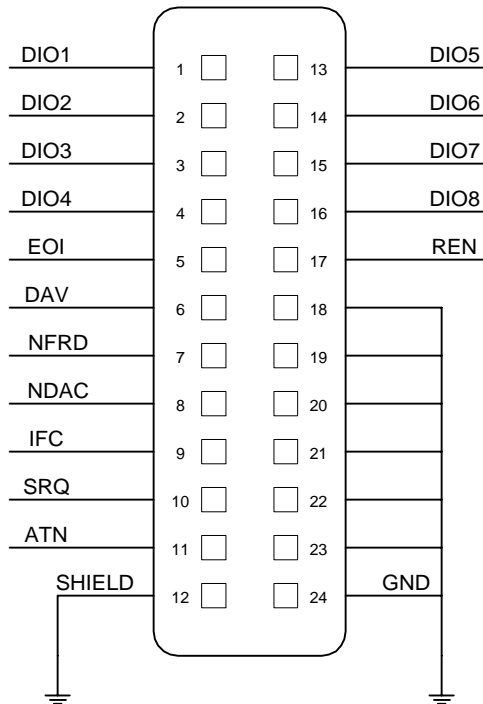 DIO1 1 13 DIO5
DIO2 2 14 DIO6
DIO3 3 15 DIO7
DIO4 4 16 DIO8
EOI 5 17 REN
DAV 6 18
NFRD 7 19
NDAC 8 20
IFC 9 21
SRQ 10 22
ATN 11 23
SHIELD 12 24 GND